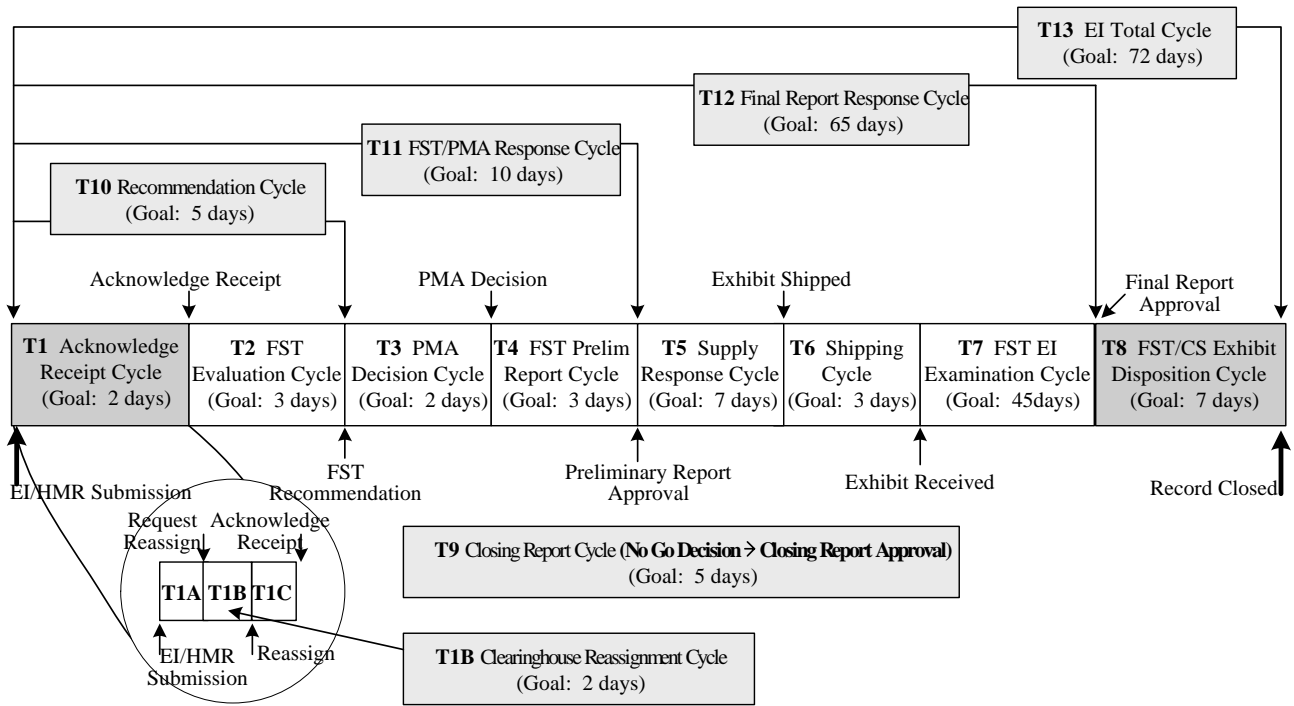 T13 EI Total Cycle
(Goal: 72 days)
T12 Final Report Response Cycle
(Goal: 65 days)
T11 FST/PMA Response Cycle
(Goal: 10 days)
T10 Recommendation Cycle
(Goal: 5 days)
Acknowledge Receipt
PMA Decision
Exhibit Shipped
Final Report
Approval
T1 Acknowledge
Receipt Cycle
(Goal: 2 days)
T2 FST
Evaluation Cycle
(Goal: 3 days)
T3 PMA
Decision Cycle
(Goal: 2 days)
T4 FST Prelim
Report Cycle
(Goal: 3 days)
T5 Supply
Response Cycle
(Goal: 7 days)
T6 Shipping
Cycle
(Goal: 3 days)
T7 FST EI
Examination Cycle
(Goal: 45days)
T8 FST/CS Exhibit
Disposition Cycle
(Goal: 7 days)
EI/HMR Submission
FST
Recommendation
Preliminary Report
Approval
Exhibit Received
Record Closed
Request
Reassign
Acknowledge
Receipt
T1A
T1B
T1C
EI/HMR
Submission
Reassign
T9 Closing Report Cycle (No Go Decision → Closing Report Approval)
(Goal: 5 days)
T1B Clearinghouse Reassignment Cycle
(Goal: 2 days)